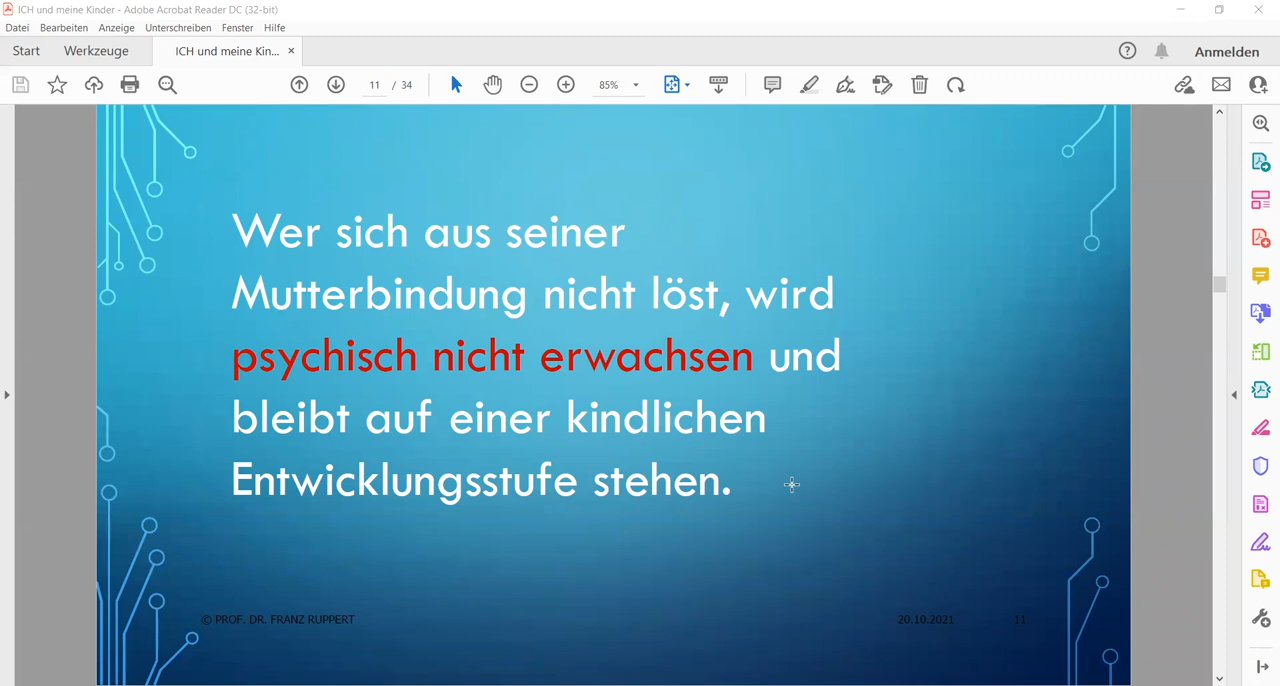 ICH und meine Kinder - Adobe Acrobat Reader DC (32-bit)
Datei Bearbeiten Anzeige Unterschreiben Fenster Hilfe
Start Werkzeuge ICH und meine Kin... × Anmelden
11 / 34 85%
Wer sich aus seiner
Mutterbindung nicht löst, wird
psychisch nicht erwachsen und
bleibt auf einer kindlichen
Entwicklungsstufe stehen.
© PROF. DR. FRANZ RUPPERT 20.10.2021 11